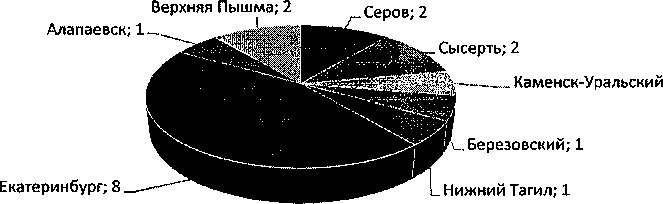 Верхняя Пышма; 2
Серов; 2
Алапаевск; 1
Сысерть; 2
Каменск-Уральский
Березовский; 1
Екатеринбург; 8
Нижний Тагил; 1